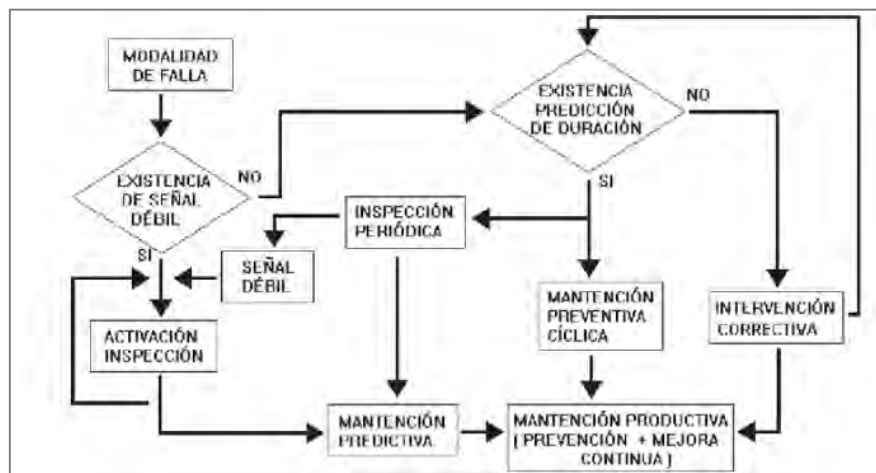 MODALIDAD
DE FALLA
EXISTENCIA
PREDICCIÓN
DE DURACIÓN
NO
SI
EXISTENCIA
DE SEÑAL
DÉBIL
NO
SI
INSPECCIÓN
PERIÓDICA
SEÑAL
DÉBIL
ACTIVACIÓN
INSPECCIÓN
MANTENCIÓN
PREVENTIVA
CÍCLICA
INTERVENCIÓN
CORRECTIVA
MANTENCIÓN
PREDICTIVA
MANTENCIÓN PRODUCTIVA
( PREVENCIÓN + MEJORA
CONTINUA )